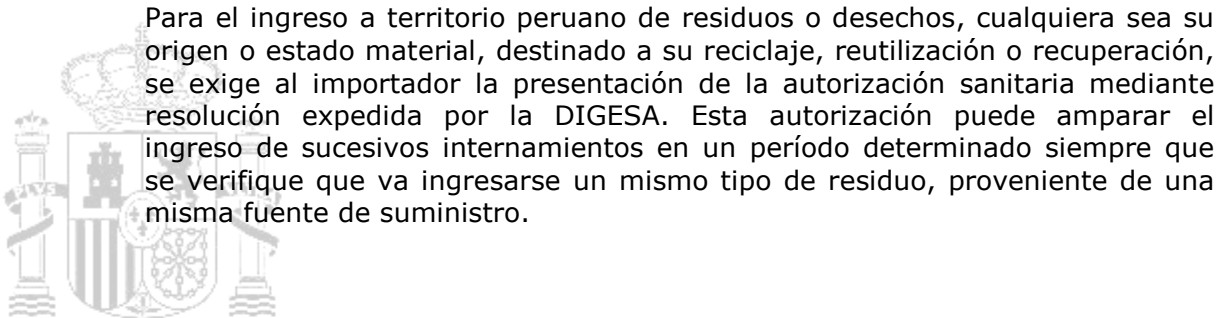 Para el ingreso a territorio peruano de residuos o desechos, cualquiera sea su
origen o estado material, destinado a su reciclaje, reutilización o recuperación,
se exige al importador la presentación de la autorización sanitaria mediante
resolución expedida por la DIGESA. Esta autorización puede amparar el
ingreso de sucesivos internamientos en un período determinado siempre que
se verifique que va ingresarse un mismo tipo de residuo, proveniente de una
misma fuente de suministro.